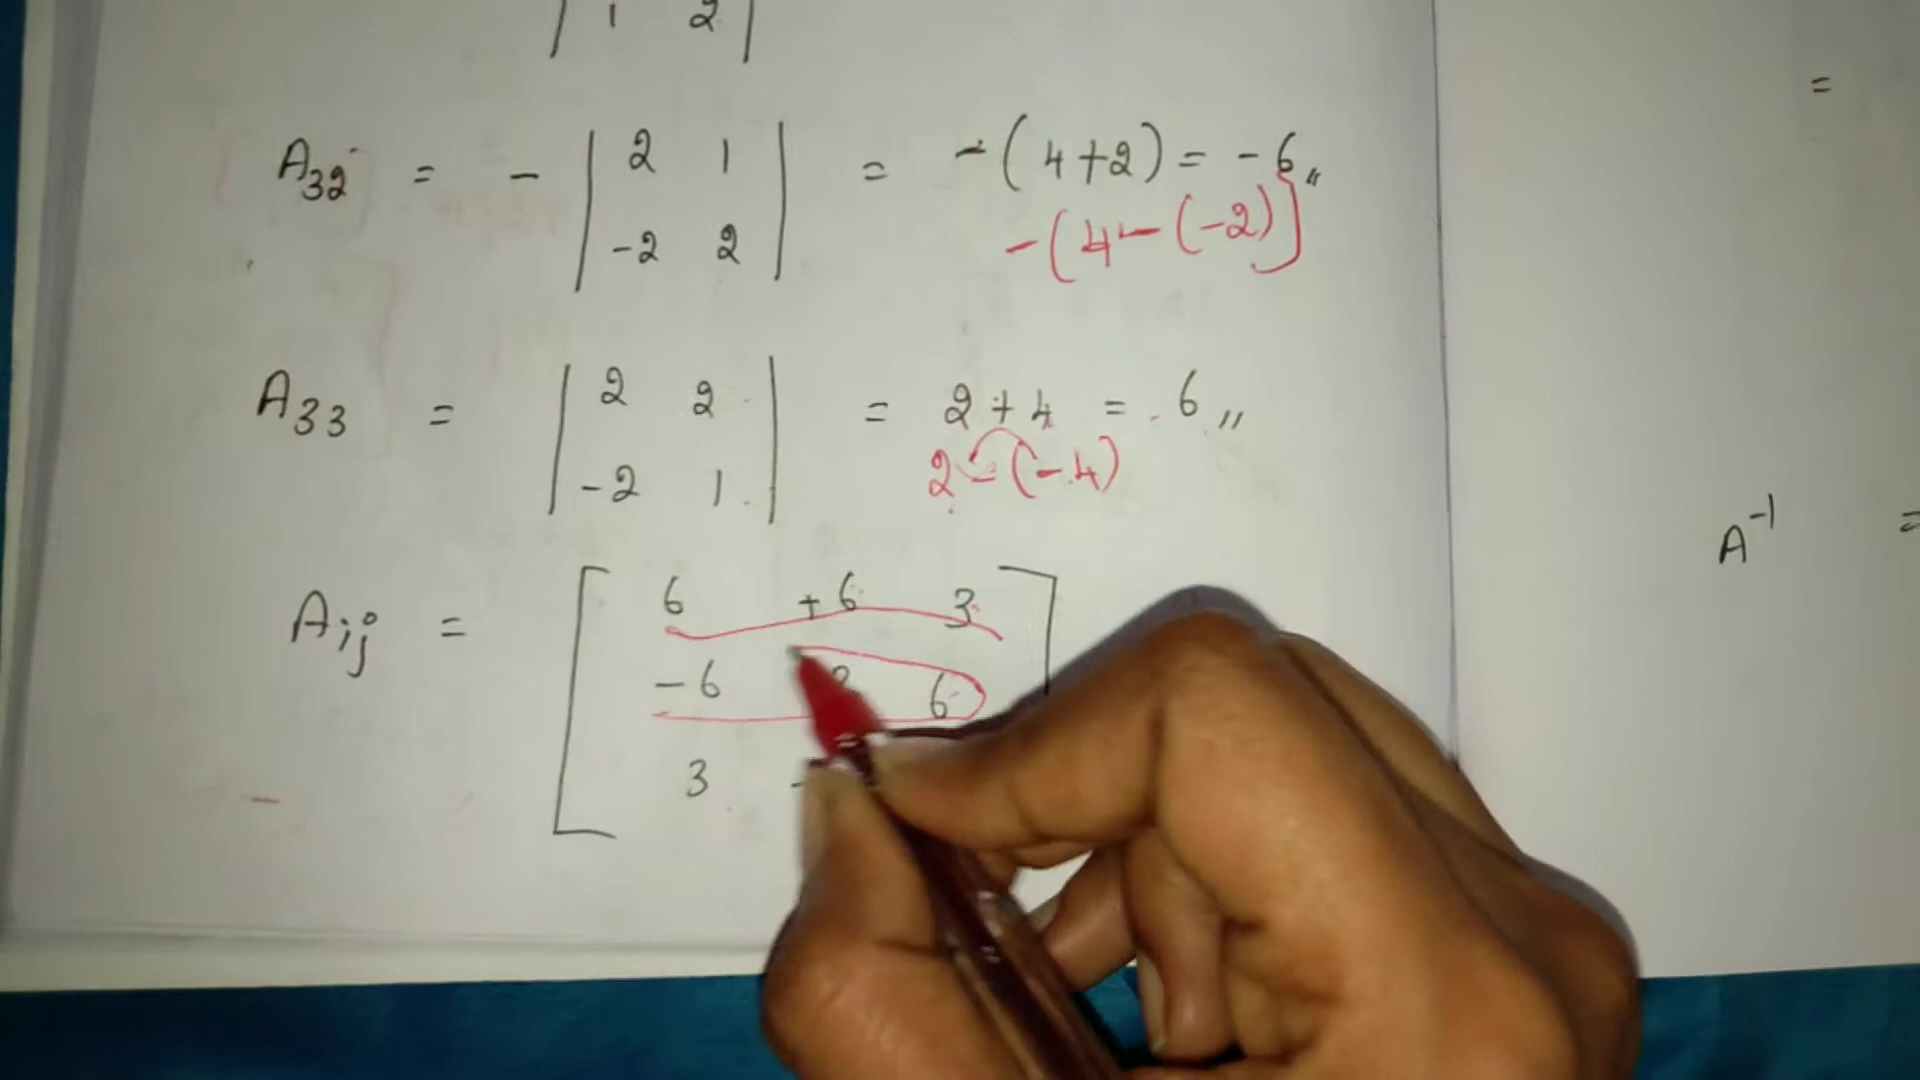 | 1 2 |
=
A32 = - | 2 1 | = -(4+2) = -6,,
| -2 2 | -(4-(-2)]
A33 = | 2 2 | = 2+4 = 6,,
| -2 1 | 2-(-4)
A^-1 =
Aij = [ 6 +6 3 ]
-6 6
3 -